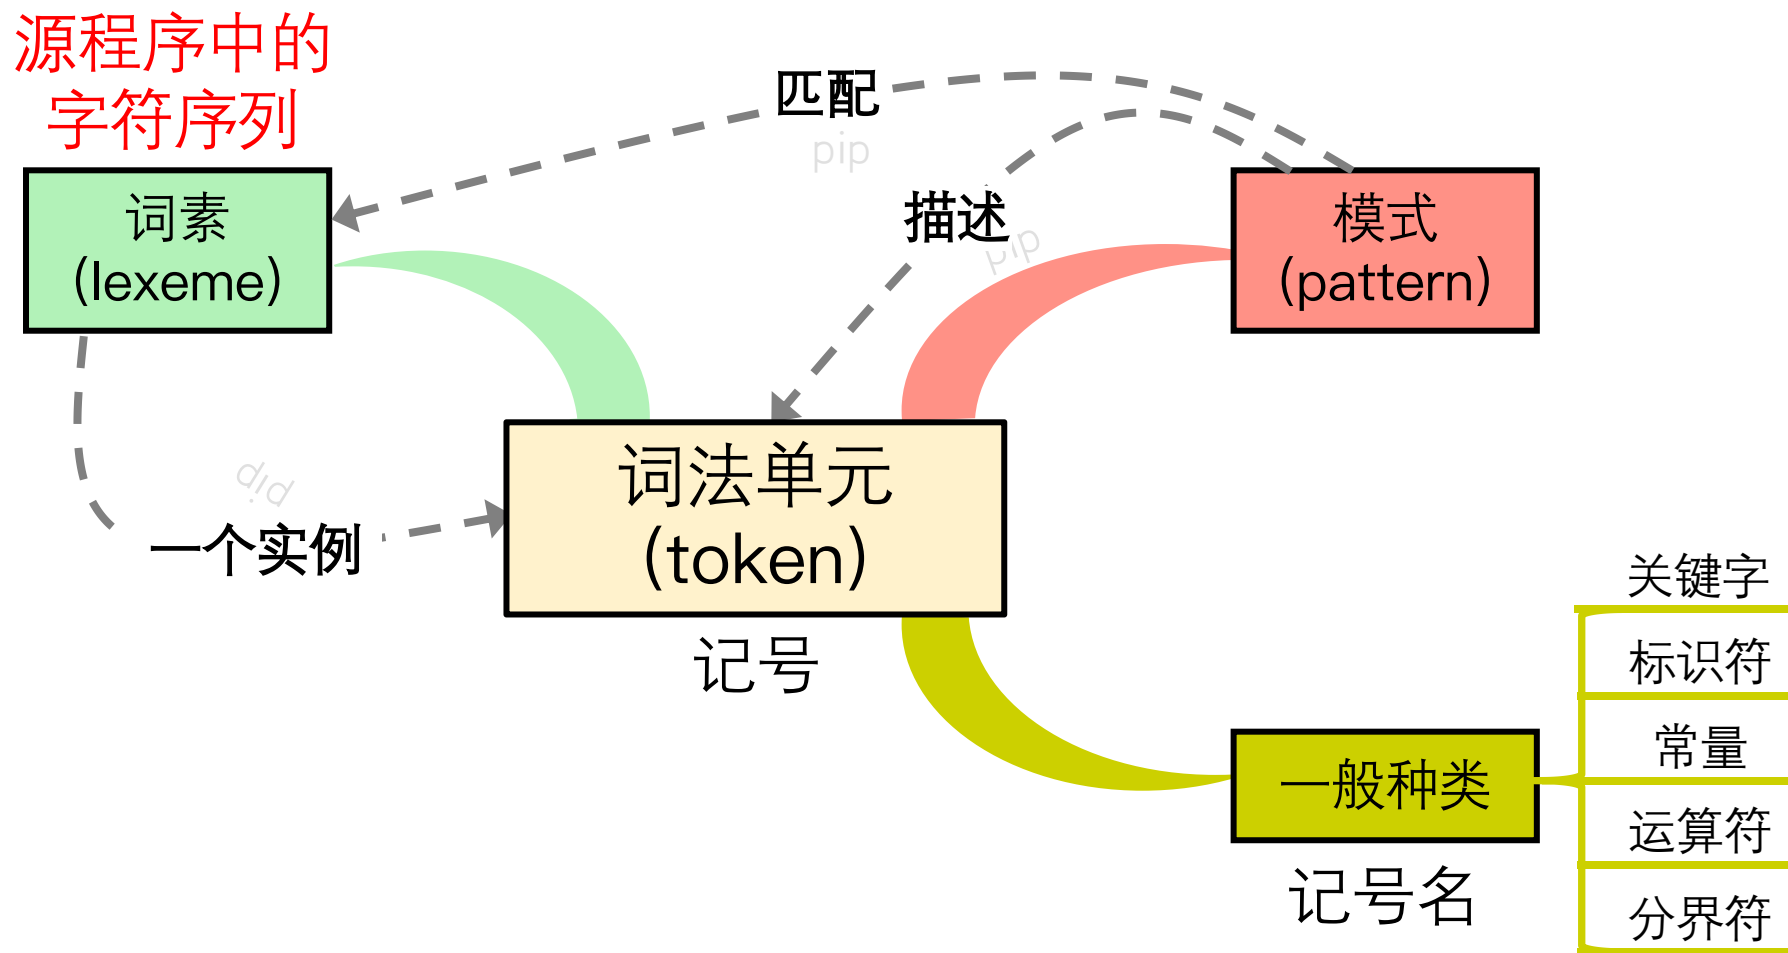 源程序中的
字符序列
匹配
pip
词素
(lexeme)
描述
pip
模式
(pattern)
词法单元
(token)
pip
一个实例
记号
关键字
标识符
常量
一般种类
运算符
记号名
分界符